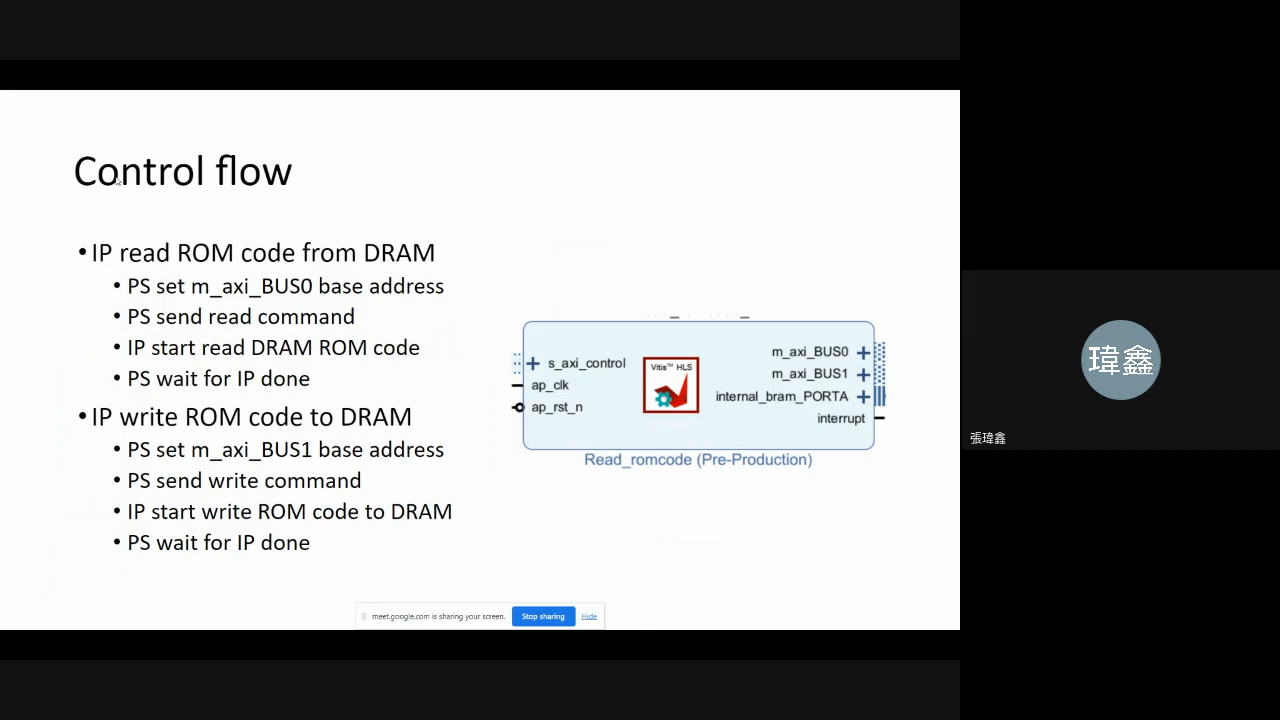 Control flow
•IP read ROM code from DRAM
• PS set m_axi_BUS0 base address
• PS send read command
• IP start read DRAM ROM code
• PS wait for IP done
•IP write ROM code to DRAM
• PS set m_axi_BUS1 base address
• PS send write command
• IP start write ROM code to DRAM
• PS wait for IP done
s_axi_control
ap_clk
ap_rst_n
Vitis™ HLS
m_axi_BUS0
m_axi_BUS1
internal_bram_PORTA
interrupt
Read_romcode (Pre-Production)
meet.google.com is sharing your screen.
Stop sharing
Hide
瑋鑫
張瑋鑫